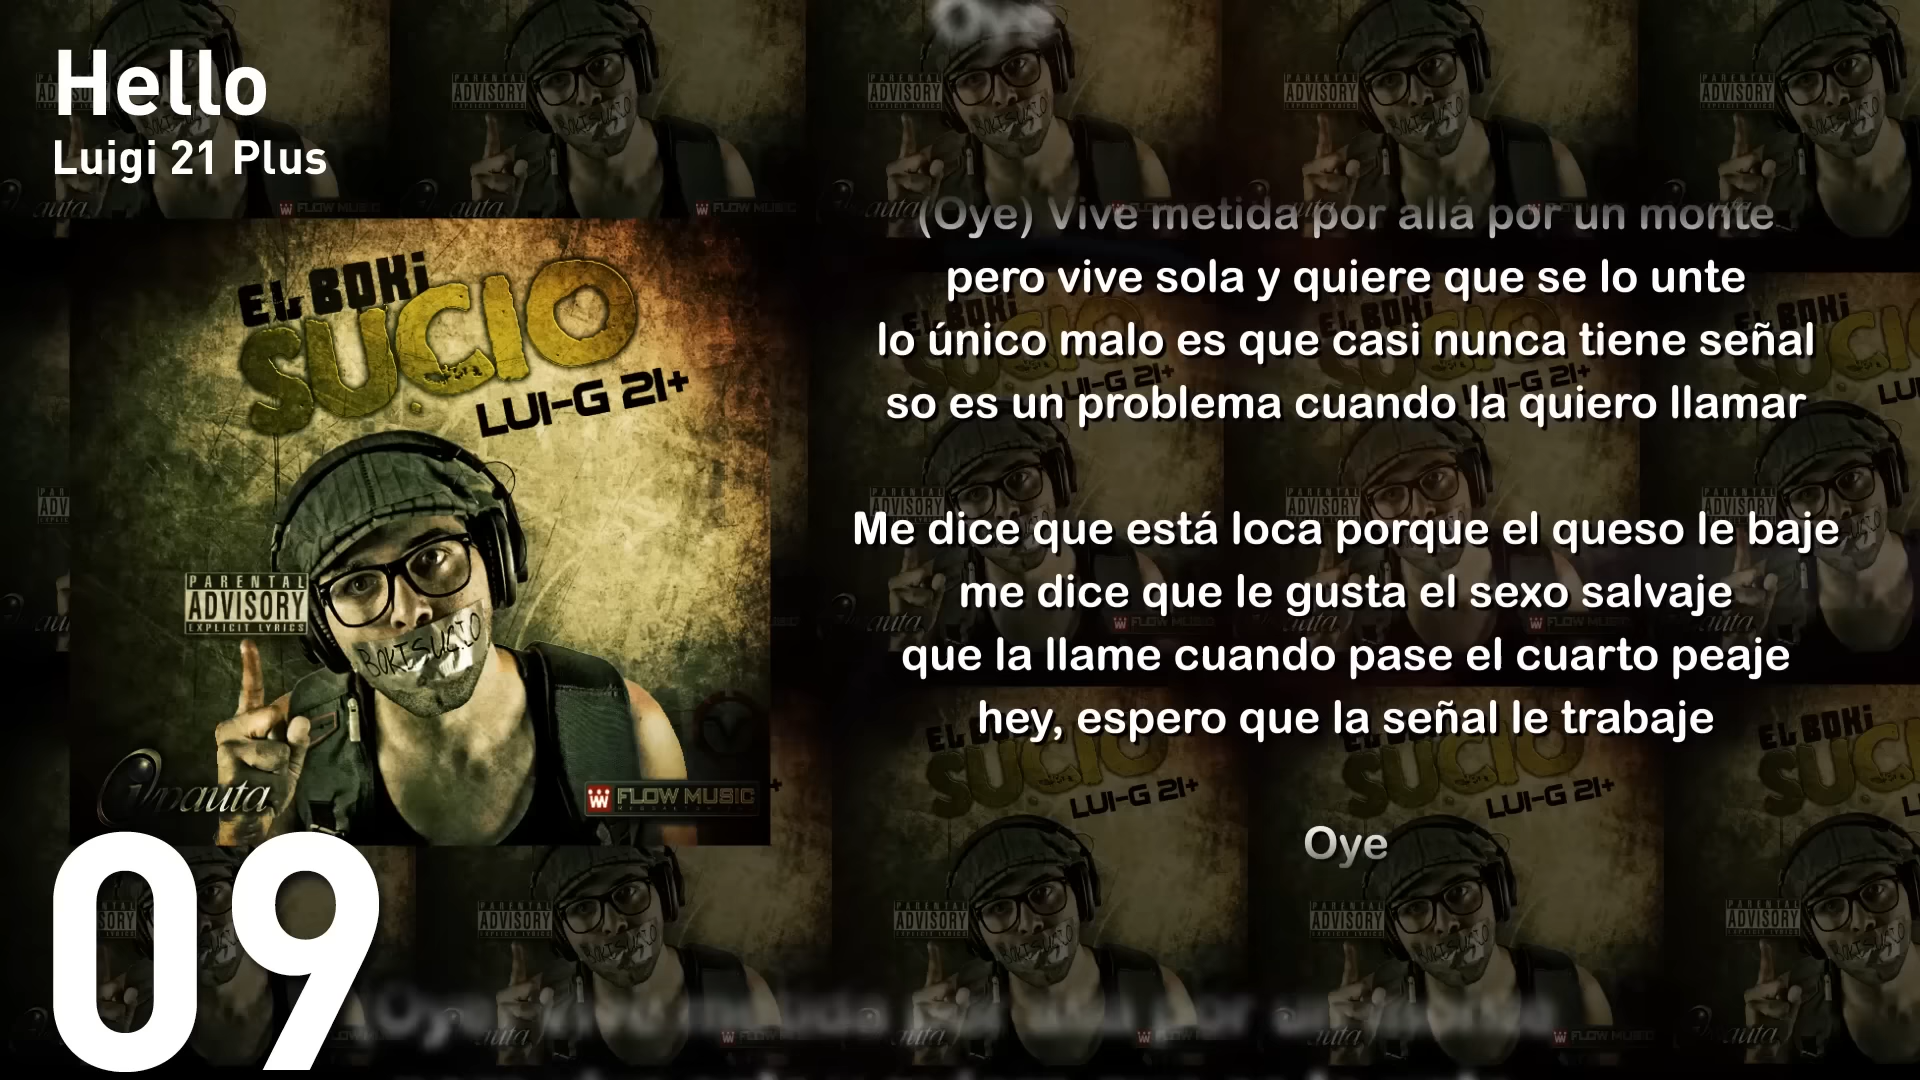 Hello
Luigi 21 Plus
EL BOKi
SUCIO
LUI-G 21+
PARENTAL
ADVISORY
EXPLICIT LYRICS
BOKISUCIO
FLOW MUSIC
09
Oye
(Oye) Vive metida por allá por un monte
pero vive sola y quiere que se lo unte
lo único malo es que casi nunca tiene señal
so es un problema cuando la quiero llamar
Me dice que está loca porque el queso le baje
me dice que le gusta el sexo salvaje
que la llame cuando pase el cuarto peaje
hey, espero que la señal le trabaje
Oye